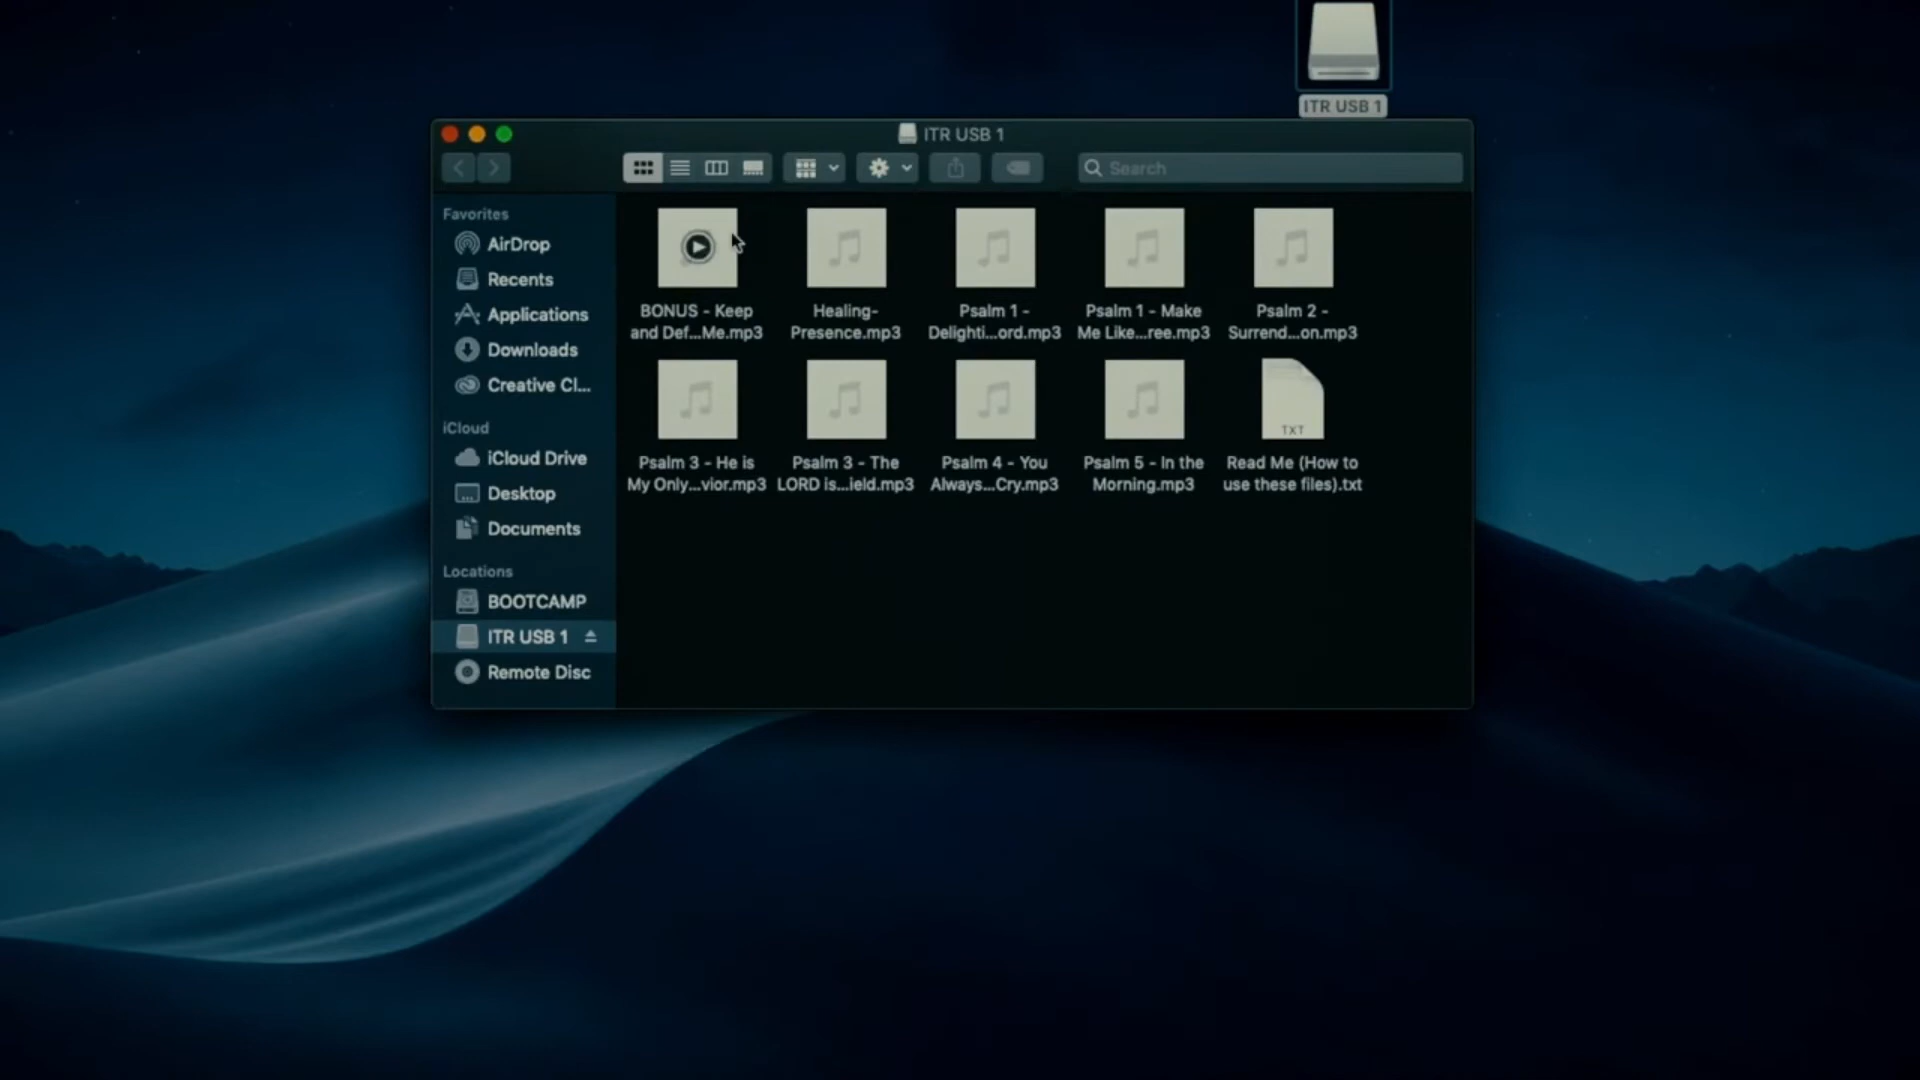 ITR USB 1
ITR USB 1
Search
Favorites
AirDrop
Recents
Applications
Downloads
Creative Cl...
iCloud
iCloud Drive
Desktop
Documents
Locations
BOOTCAMP
ITR USB 1
Remote Disc
BONUS - Keep
and Def...Me.mp3
Healing-
Presence.mp3
Psalm 1 -
Delighti...ord.mp3
Psalm 1 - Make
Me Like...ree.mp3
Psalm 2 -
Surrend...on.mp3
Psalm 3 - He is
My Only...vior.mp3
Psalm 3 - The
LORD is...ield.mp3
Psalm 4 - You
Always...Cry.mp3
Psalm 5 - In the
Morning.mp3
TXT
Read Me (How to
use these files).txt